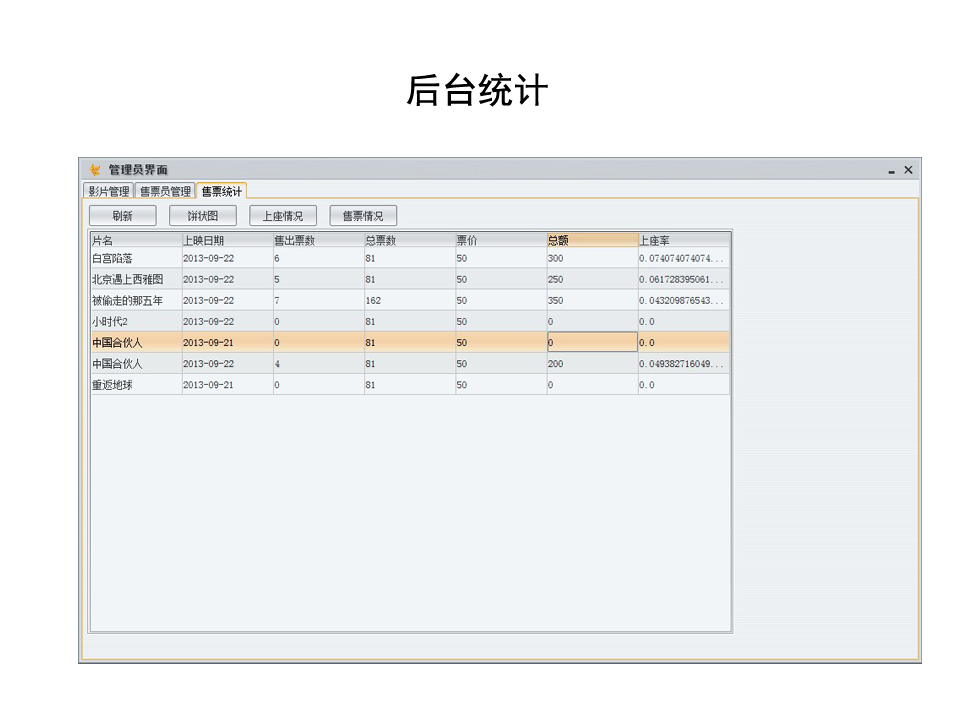 后台统计
管理员界面
影片管理 售票员管理 售票统计
刷新 饼状图 上座情况 售票情况
片名 上映日期 售出票数 总票数 票价 总额 上座率
白宫陷落 2013-09-22 6 81 50 300 0.074074074074...
北京遇上西雅图 2013-09-22 5 81 50 250 0.061728395061...
被偷走的那五年 2013-09-22 7 162 50 350 0.043209876543...
小时代2 2013-09-22 0 81 50 0 0.0
中国合伙人 2013-09-21 0 81 50 0 0.0
中国合伙人 2013-09-22 4 81 50 200 0.049382716049...
重返地球 2013-09-21 0 81 50 0 0.0